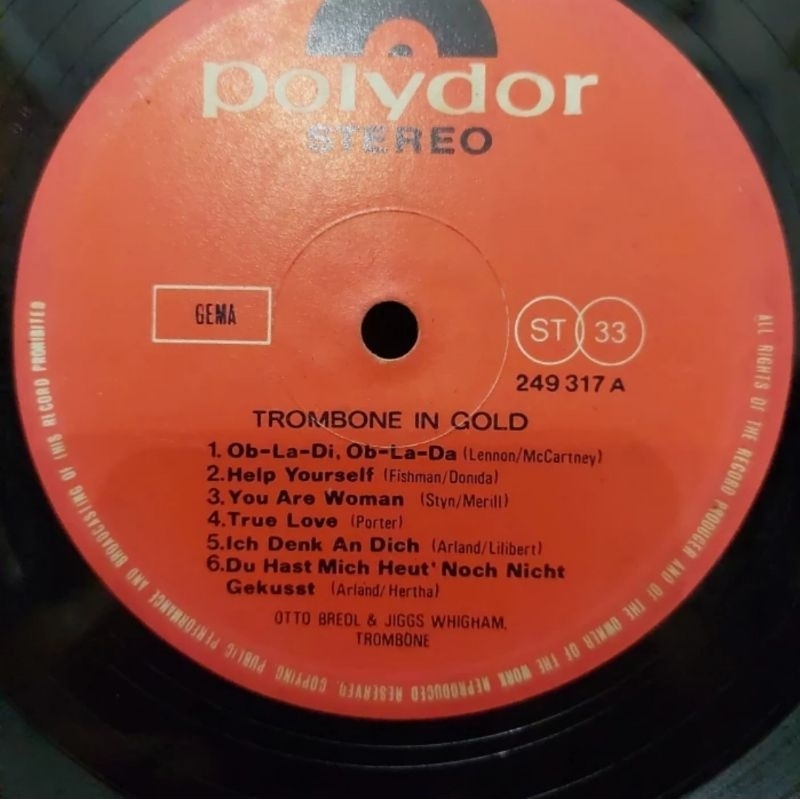 polydor
STEREO
GEMA
ST 33
249 317 A
TROMBONE IN GOLD
1. Ob-La-Di, Ob-La-Da (Lennon/McCartney)
2. Help Yourself (Fishman/Donida)
3. You Are Woman (Styn/Merill)
4. True Love (Porter)
5. Ich Denk An Dich (Arland/Lilibert)
6. Du Hast Mich Heut' Noch Nicht
Gekusst (Arland/Hertha)
OTTO BREDL & JIGGS WHIGHAM,
TROMBONE
ALL RIGHTS OF THE RECORD PRODUCER AND OF THE OWNER OF THE WORK REPRODUCED RESERVED. COPYING, PUBLIC PERFORMANCE AND BROADCASTING OF THIS RECORD PROHIBITED